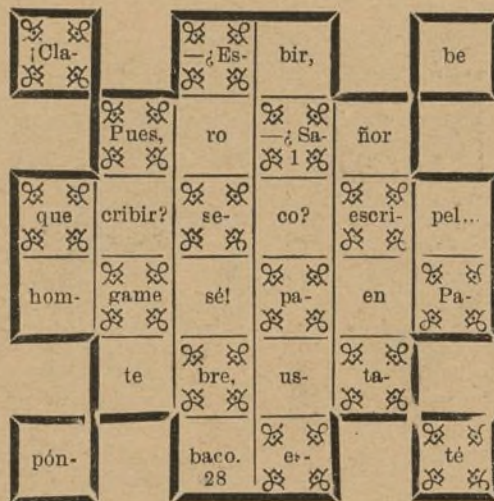 ¡Cla- —¿Es- bir, be
Pues, ro —¿Sa- ñor
1
que cribir? se- co? escri- pel...
hom- game sé! pa- en Pa-
te bre, us- ta-
pón- baco. er- té
28